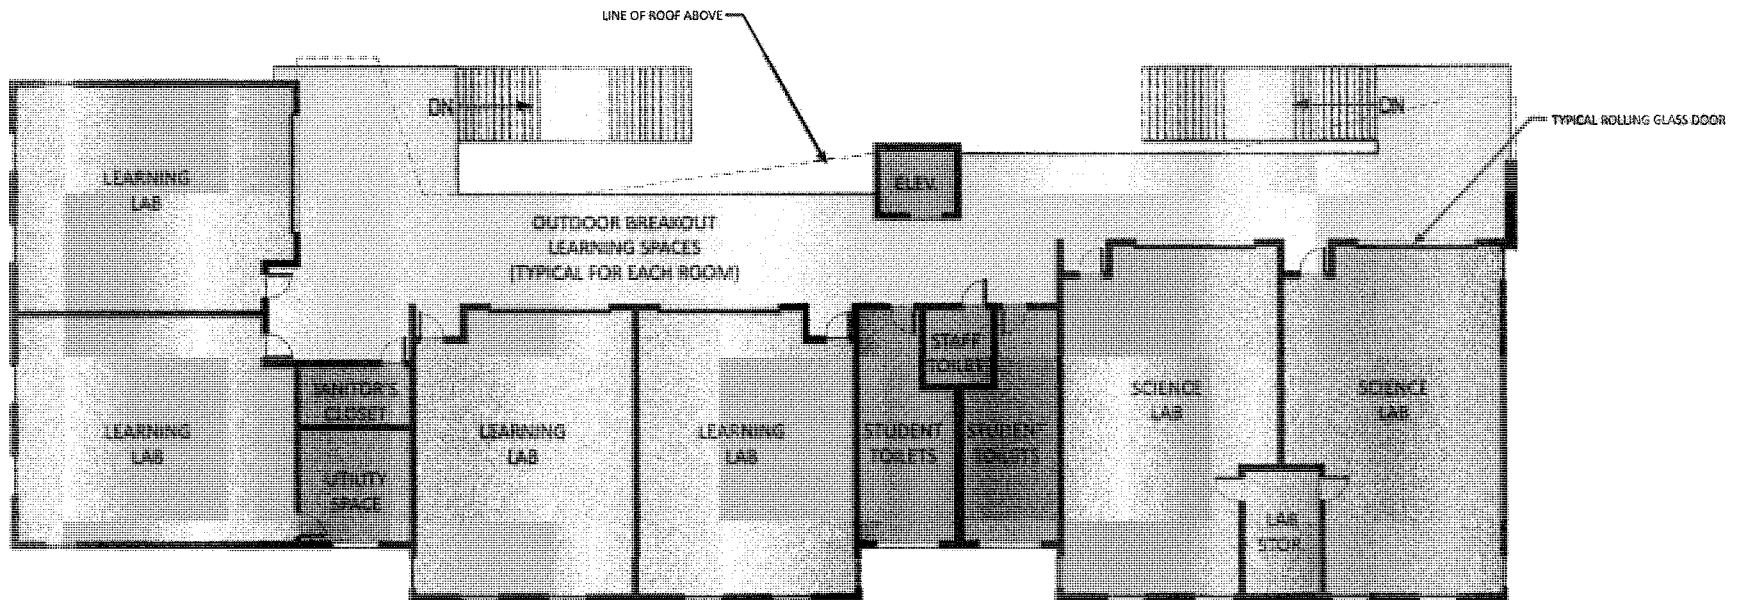 LINE OF ROOF ABOVE
DN
DN
TYPICAL ROLLING GLASS DOOR
LEARNING
LAB
ELEV.
OUTDOOR BREAKOUT
LEARNING SPACES
(TYPICAL FOR EACH ROOM)
STAFF
TOILET
JANITOR'S
CLOSET
SCIENCE
LAB
SCIENCE
LAB
LEARNING
LAB
LEARNING
LAB
LEARNING
LAB
STUDENT
TOILETS
STUDENT
TOILETS
UTILITY
SPACE
LAB
STOR.